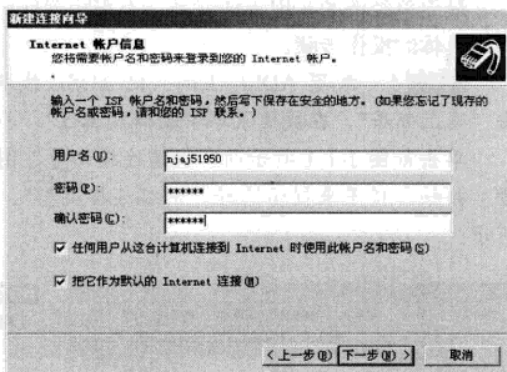 新建连接向导
Internet 帐户信息
您将需要帐户名和密码来登录到您的 Internet 帐户。
输入一个 ISP 帐户名和密码，然后写下保存在安全的地方。(如果您忘记了现存的
帐户名或密码，请和您的 ISP 联系。)
用户名(U): njaj51950
密码(P): ******
确认密码(C): ******
任何用户从这台计算机连接到 Internet 时使用此帐户名和密码(S)
把它作为默认的 Internet 连接(M)
<上一步(B) 下一步(N)> 取消